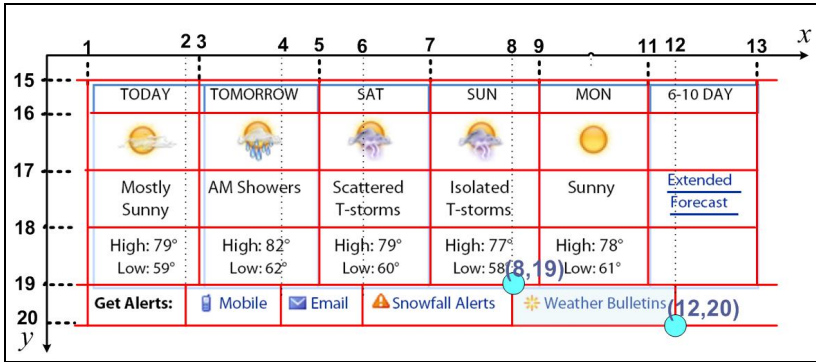 x
1 2 3 4 5 6 7 8 9 11 12 13
15
TODAY TOMORROW SAT SUN MON 6-10 DAY
16
17
Mostly Sunny AM Showers Scattered T-storms Isolated T-storms Sunny Extended Forecast
18
High: 79° High: 82° High: 79° High: 77° High: 78°
Low: 59° Low: 62° Low: 60° Low: 58° Low: 61°
(8,19)
19
Get Alerts: Mobile Email Snowfall Alerts Weather Bulletins
(12,20)
20
y